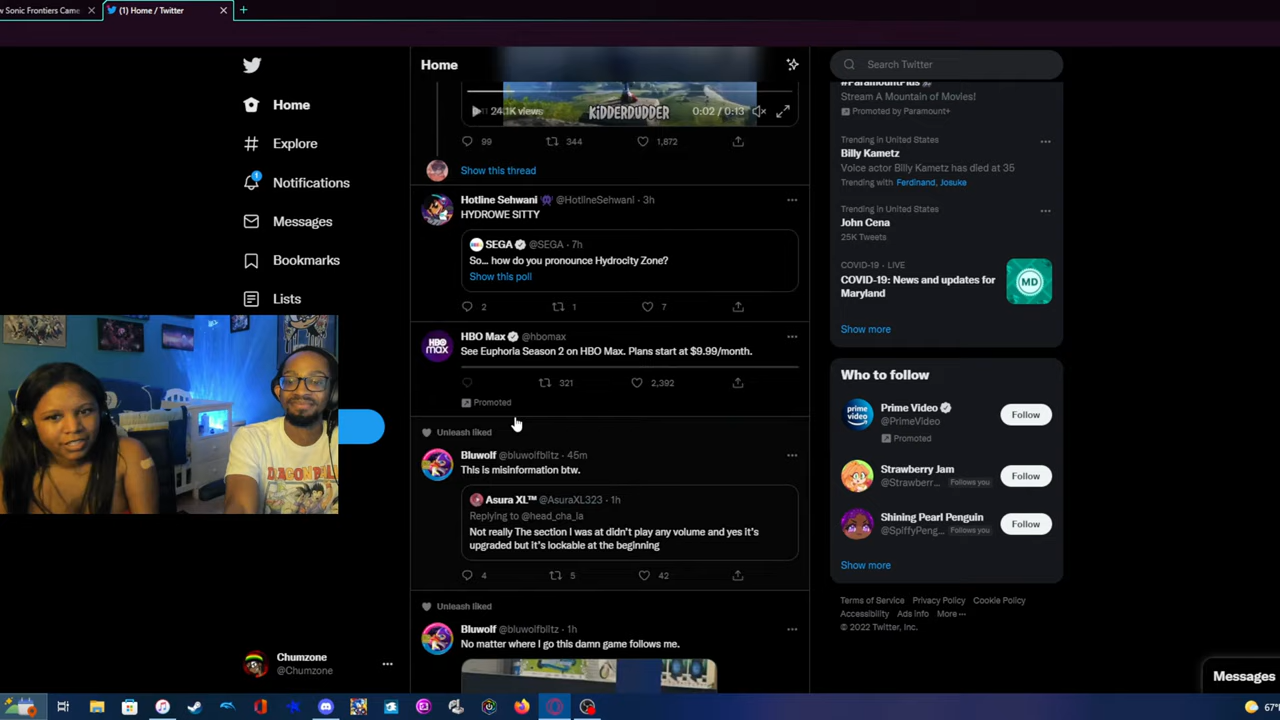 w Sonic Frontiers Came
(1) Home / Twitter
Home
Search Twitter
Home
Explore
1
Notifications
Messages
Bookmarks
Lists
Chumzone
@Chumzone
24.1K views
KiDDERDUDDER
0:02 / 0:13
99
344
1,872
Show this thread
Hotline Sehwani @HotlineSehwani · 3h
HYDROWE SITTY
SEGA @SEGA · 7h
So... how do you pronounce Hydrocity Zone?
Show this poll
2
1
7
HBO Max @hbomax
HBO
max
See Euphoria Season 2 on HBO Max. Plans start at $9.99/month.
321
2,392
Promoted
Unleash liked
Bluwolf @bluwolfblitz · 45m
This is misinformation btw.
Asura XL™ @AsuraXL323 · 1h
Replying to @head_cha_la
Not really The section I was at didn't play any volume and yes it's
upgraded but it's lockable at the beginning
4
5
42
Unleash liked
Bluwolf @bluwolfblitz · 1h
No matter where I go this damn game follows me.
#ParamountPlus
Stream A Mountain of Movies!
Promoted by Paramount+
Trending in United States
Billy Kametz
Voice actor Billy Kametz has died at 35
Trending with Ferdinand, Josuke
Trending in United States
John Cena
25K Tweets
COVID-19 · LIVE
COVID-19: News and updates for
Maryland
MD
Show more
Who to follow
Prime Video
@PrimeVideo
Promoted
Follow
prime
video
Strawberry Jam
@Strawberr... Follows you
Follow
Shining Pearl Penguin
@SpiffyPeng... Follows you
Follow
Show more
Terms of Service Privacy Policy Cookie Policy
Accessibility Ads info More ···
© 2022 Twitter, Inc.
Messages
67°F